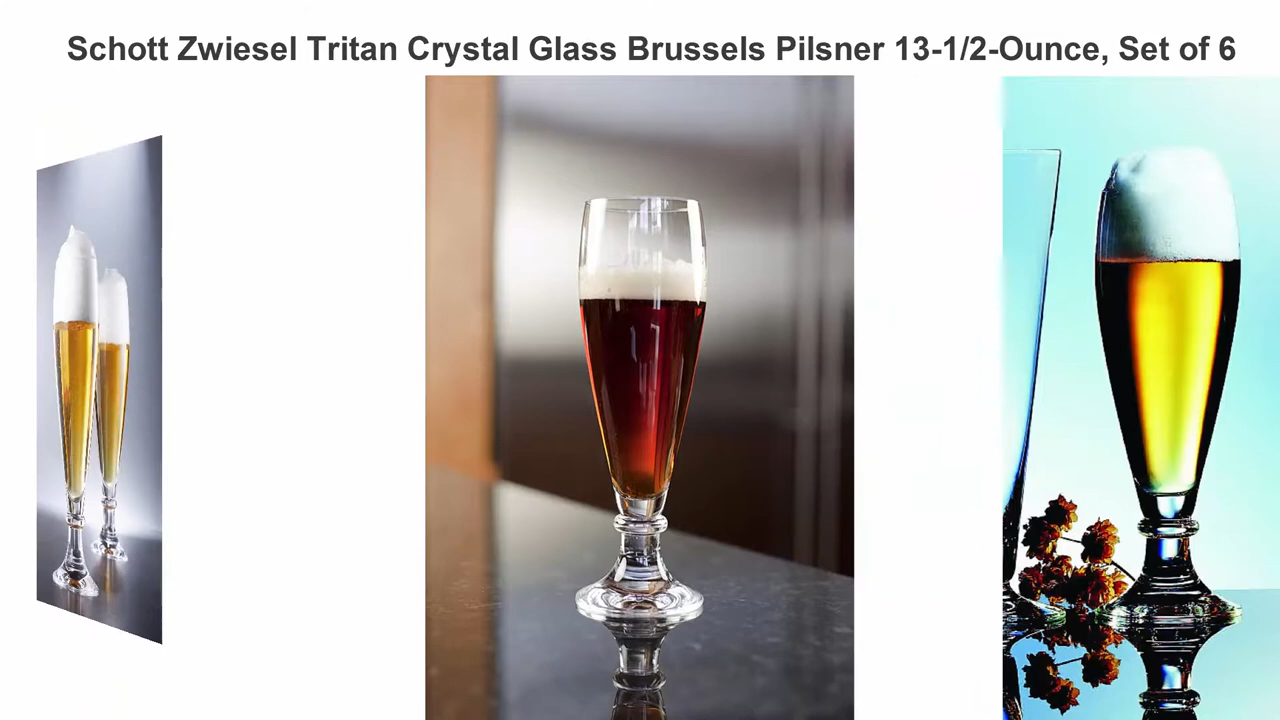 Schott Zwiesel Tritan Crystal Glass Brussels Pilsner 13-1/2-Ounce, Set of 6